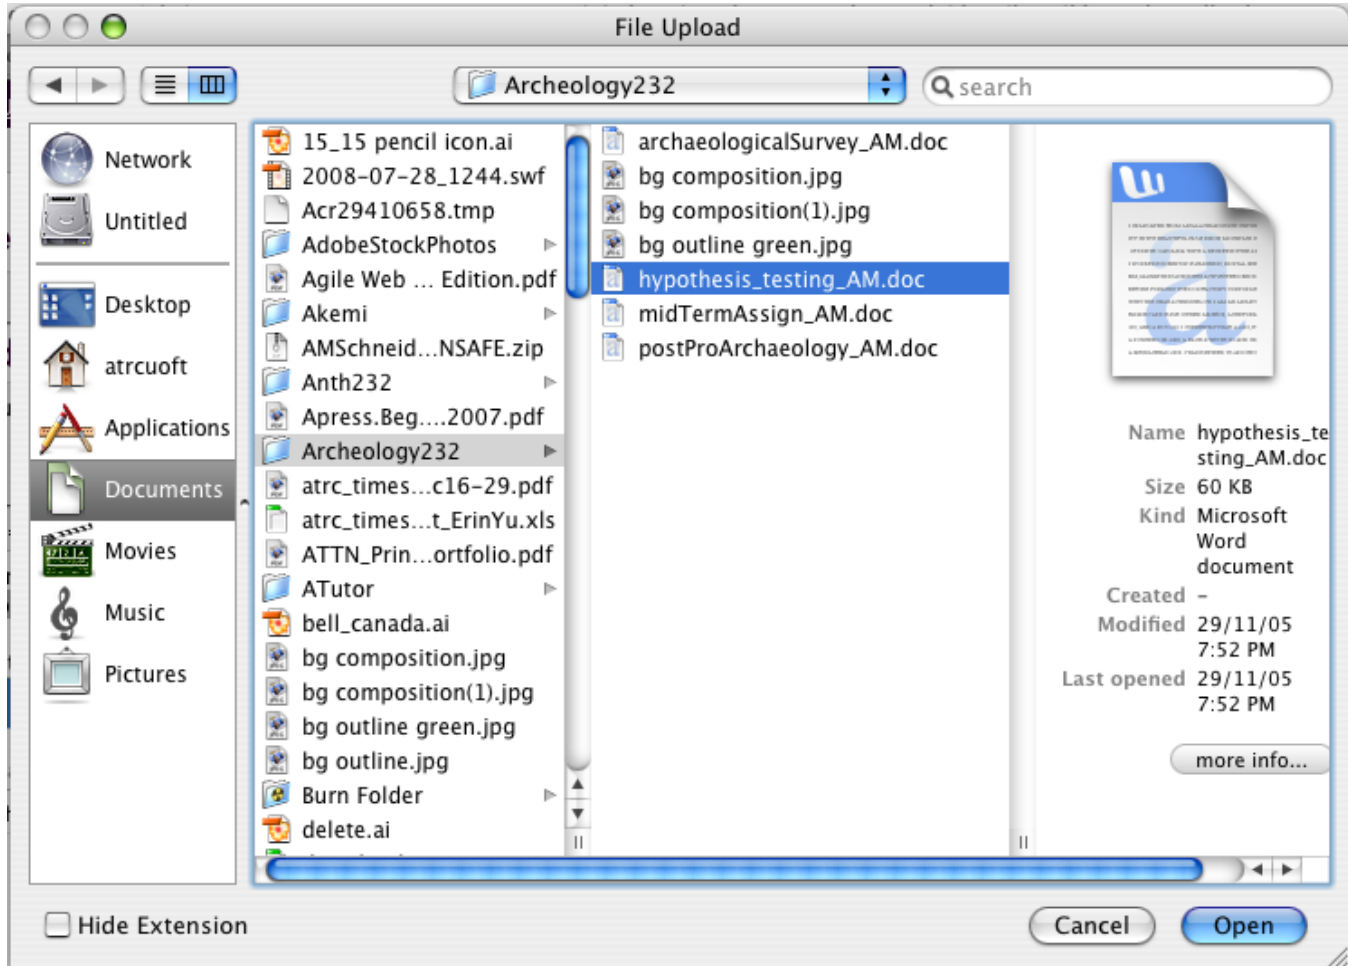 File Upload
Archeology232
search
Network
Untitled
Desktop
atrcuoft
Applications
Documents
Movies
Music
Pictures
15_15 pencil icon.ai
2008-07-28_1244.swf
Acr29410658.tmp
AdobeStockPhotos
Agile Web ... Edition.pdf
Akemi
AMSchneid...NSAFE.zip
Anth232
Apress.Beg....2007.pdf
Archeology232
atrc_times...c16-29.pdf
atrc_times...t_ErinYu.xls
ATTN_Prin...ortfolio.pdf
ATutor
bell_canada.ai
bg composition.jpg
bg composition(1).jpg
bg outline green.jpg
bg outline.jpg
Burn Folder
delete.ai
archaeologicalSurvey_AM.doc
bg composition.jpg
bg composition(1).jpg
bg outline green.jpg
hypothesis_testing_AM.doc
midTermAssign_AM.doc
postProArchaeology_AM.doc
Name hypothesis_te
sting_AM.doc
Size 60 KB
Kind Microsoft
Word
document
Created –
Modified 29/11/05
7:52 PM
Last opened 29/11/05
7:52 PM
more info...
Hide Extension
Cancel
Open